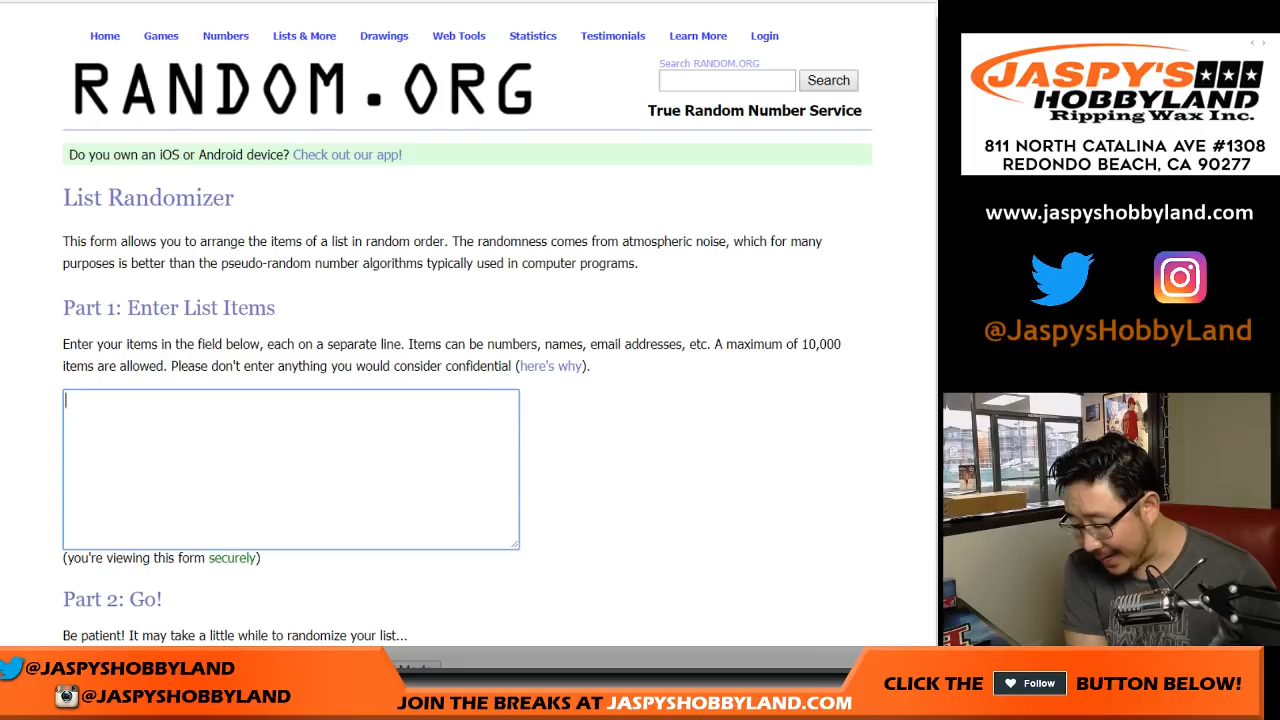 Home Games Numbers Lists & More Drawings Web Tools Statistics Testimonials Learn More Login
RANDOM.ORG
Search RANDOM.ORG
Search
True Random Number Service
Do you own an iOS or Android device? Check out our app!
List Randomizer
This form allows you to arrange the items of a list in random order. The randomness comes from atmospheric noise, which for many
purposes is better than the pseudo-random number algorithms typically used in computer programs.
Part 1: Enter List Items
Enter your items in the field below, each on a separate line. Items can be numbers, names, email addresses, etc. A maximum of 10,000
items are allowed. Please don't enter anything you would consider confidential (here's why).
(you're viewing this form securely)
Part 2: Go!
Be patient! It may take a little while to randomize your list...
JASPY'S
HOBBYLAND
Ripping Wax Inc.
811 NORTH CATALINA AVE #1308
REDONDO BEACH, CA 90277
www.jaspyshobbyland.com
@JaspysHobbyLand
@JASPYSHOBBYLAND
@JASPYSHOBBYLAND
JOIN THE BREAKS AT JASPYSHOBBYLAND.COM
CLICK THE Follow BUTTON BELOW!